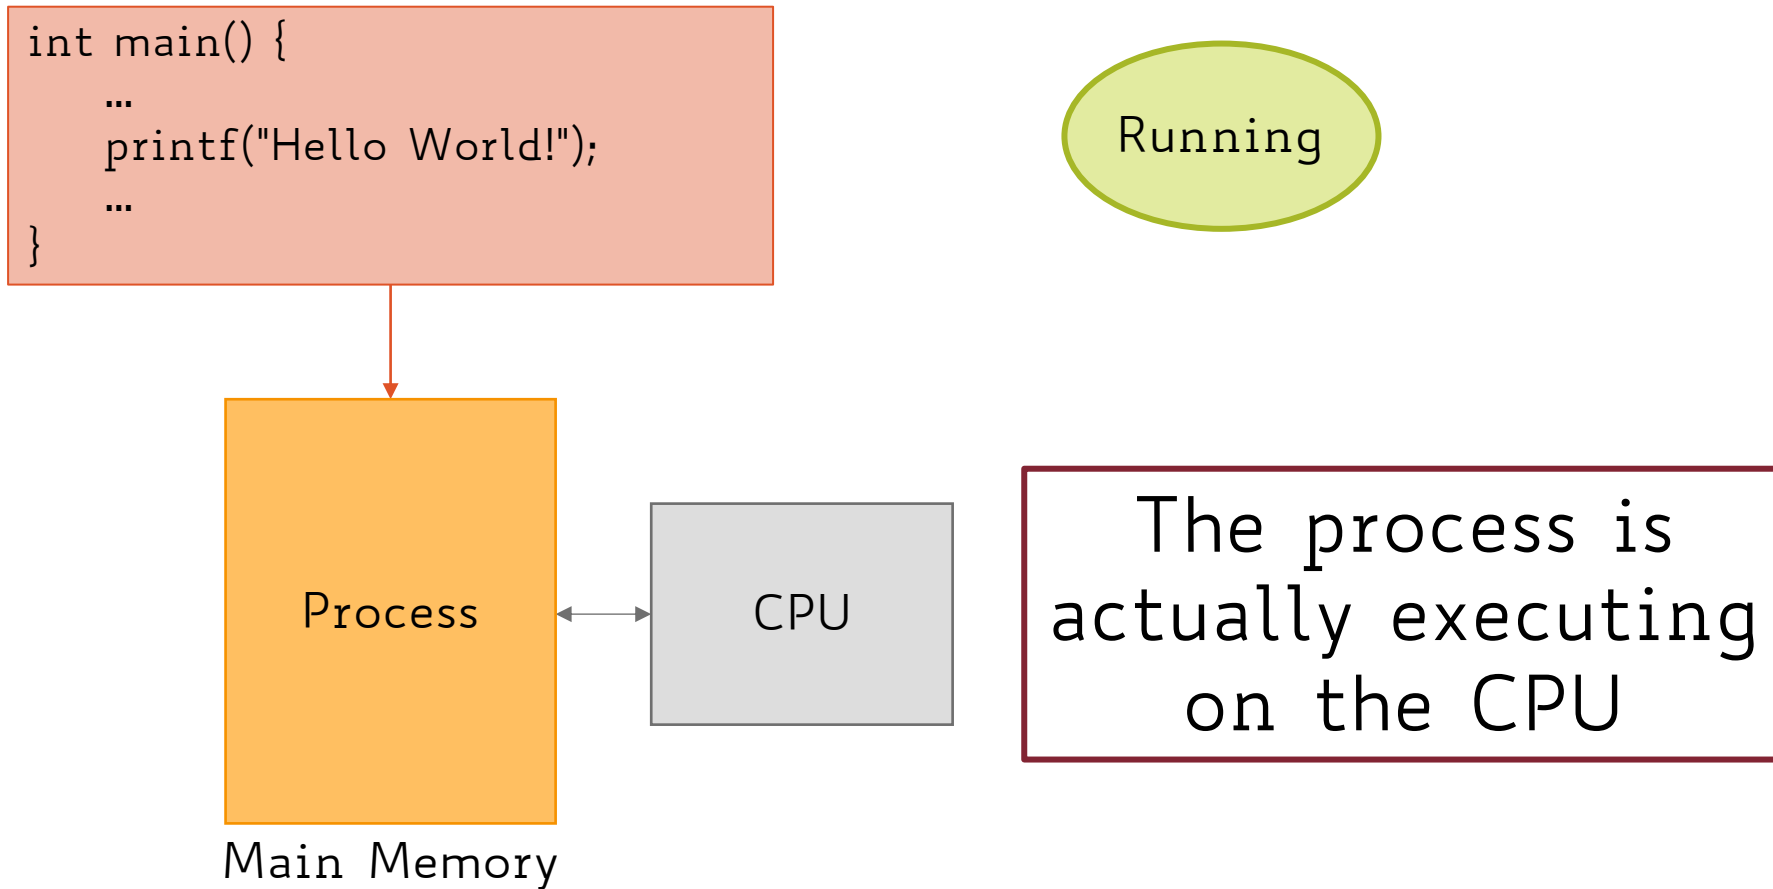 int main() {
…
printf("Hello World!");
…
}
Running
Process
CPU
Main Memory
The process is
actually executing
on the CPU